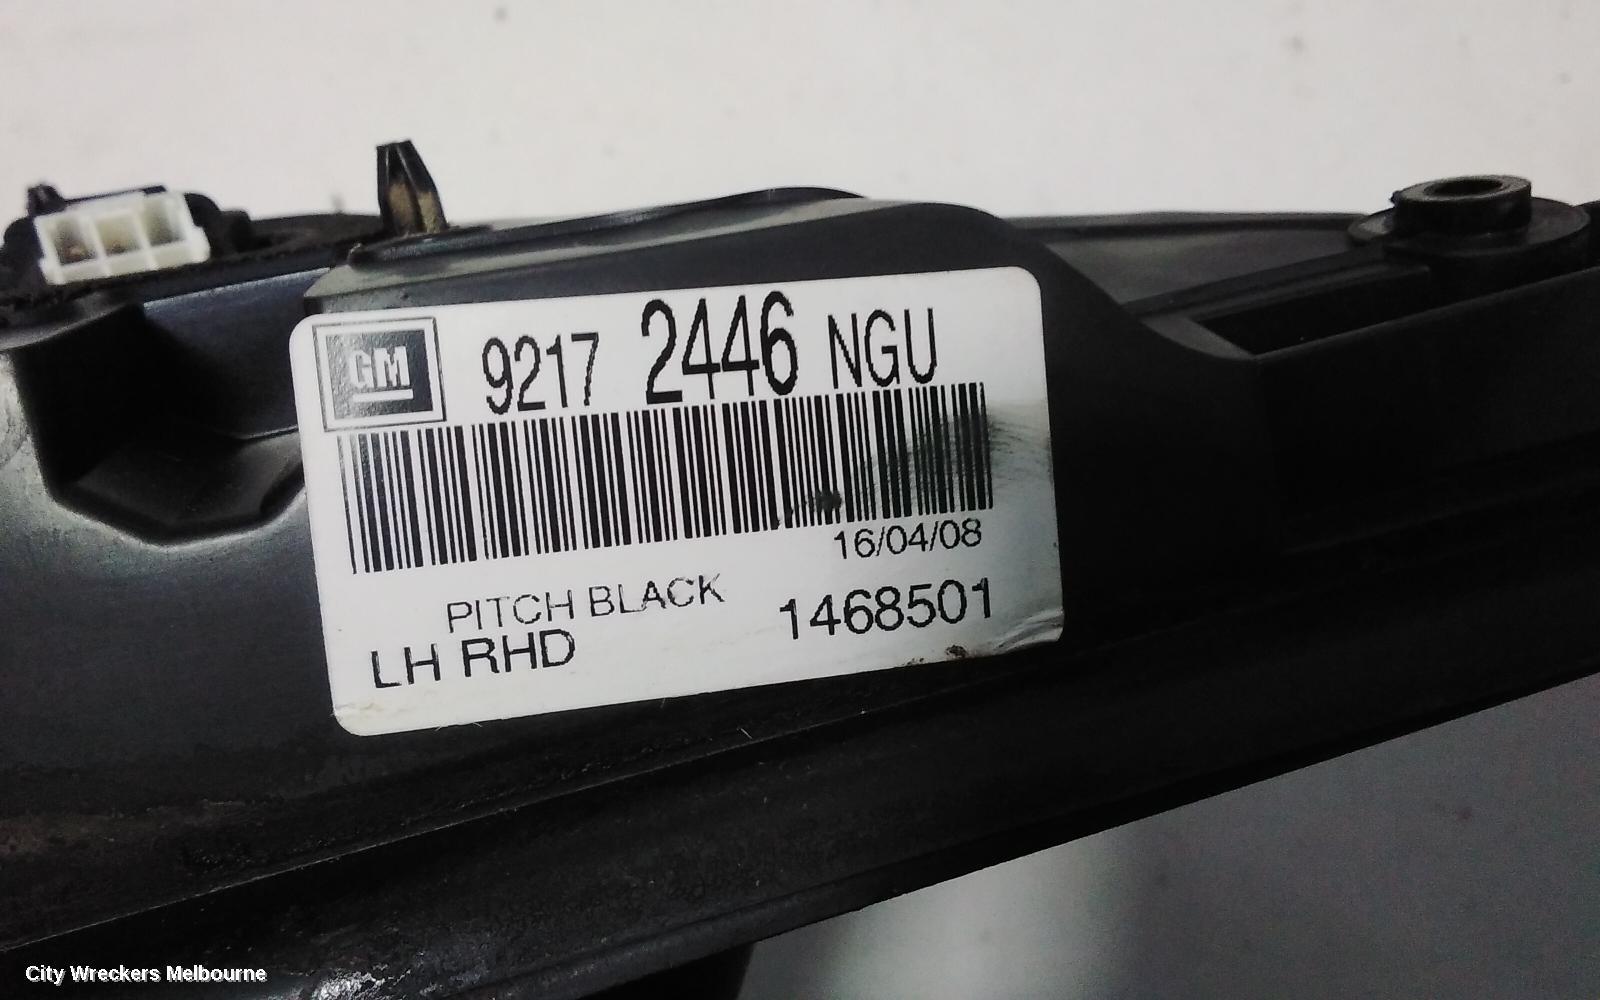 GM 9217 2446 NGU
16/04/08
PITCH BLACK
1468501
LH RHD
City Wreckers Melbourne